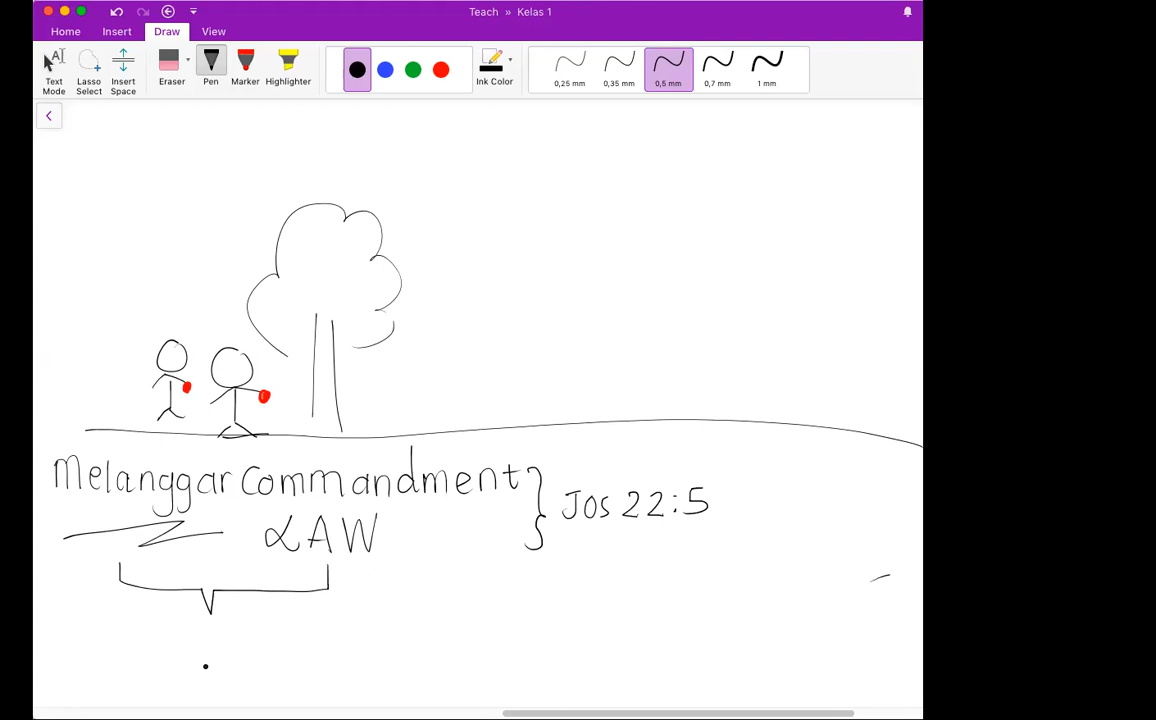 Teach » Kelas 1
Home Insert Draw View
Text Mode
Lasso Select
Insert Space
Eraser
Pen
Marker
Highlighter
Ink Color
0,25 mm
0,35 mm
0,5 mm
0,7 mm
1 mm
Melanggar Commandment
LAW
Jos 22:5